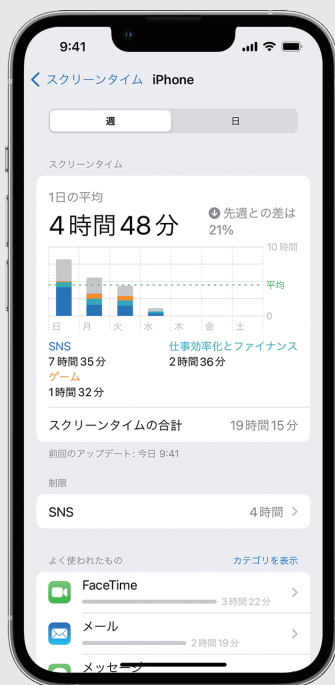 9:41
スクリーンタイム iPhone
週 日
スクリーンタイム
1日の平均
4時間48分
先週との差は
21%
10 時間
平均
0
日 月 火 水 木 金 土
SNS 仕事効率化とファイナンス
7時間35分 2時間36分
ゲーム
1時間32分
スクリーンタイムの合計 19時間15分
前回のアップデート: 今日 9:41
制限
SNS 4時間
よく使われたもの カテゴリを表示
FaceTime
3時間22分
メール
2時間19分
メッセージ